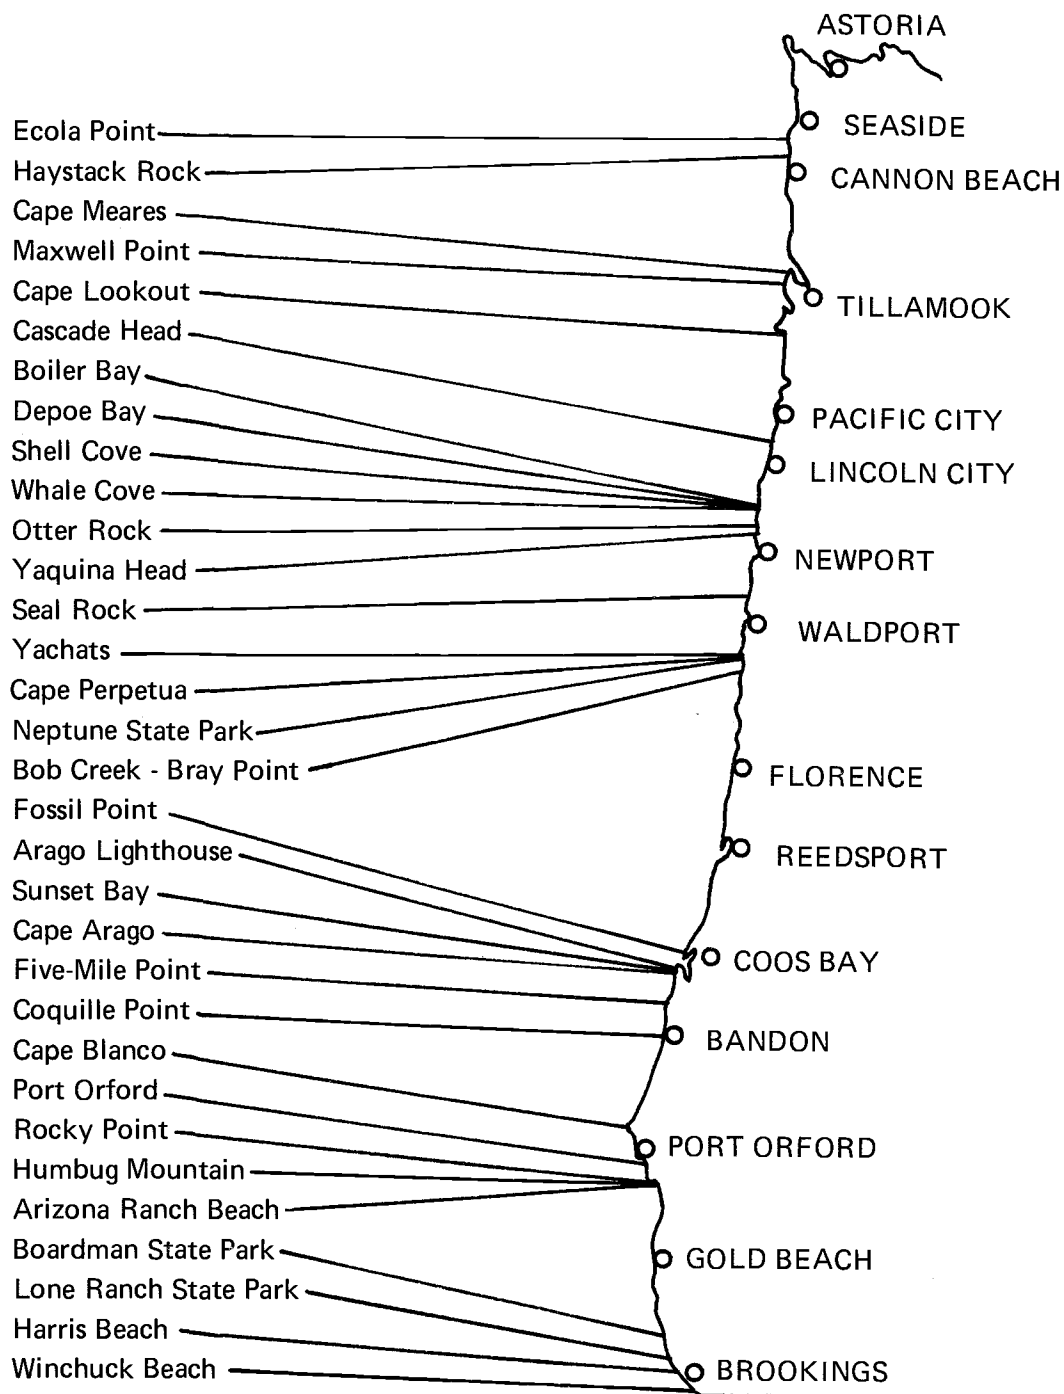 ASTORIA
SEASIDE
CANNON BEACH
TILLAMOOK
PACIFIC CITY
LINCOLN CITY
NEWPORT
WALDPORT
FLORENCE
REEDSPORT
COOS BAY
BANDON
PORT ORFORD
GOLD BEACH
BROOKINGS
Ecola Point
Haystack Rock
Cape Meares
Maxwell Point
Cape Lookout
Cascade Head
Boiler Bay
Depoe Bay
Shell Cove
Whale Cove
Otter Rock
Yaquina Head
Seal Rock
Yachats
Cape Perpetua
Neptune State Park
Bob Creek - Bray Point
Fossil Point
Arago Lighthouse
Sunset Bay
Cape Arago
Five-Mile Point
Coquille Point
Cape Blanco
Port Orford
Rocky Point
Humbug Mountain
Arizona Ranch Beach
Boardman State Park
Lone Ranch State Park
Harris Beach
Winchuck Beach